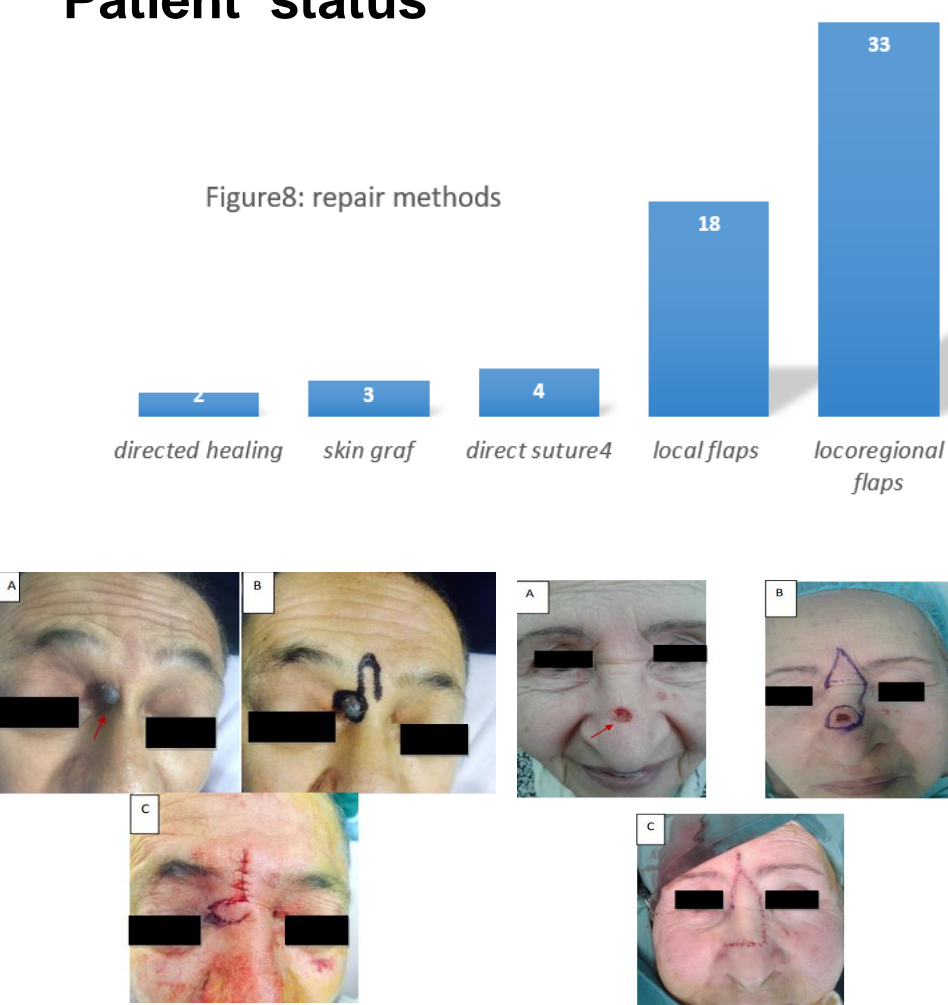 Patient status
33
Figure8: repair methods
18
2
3
4
directed healing
skin graf
direct suture4
local flaps
locoregional
flaps
A
B
A
B
C
C